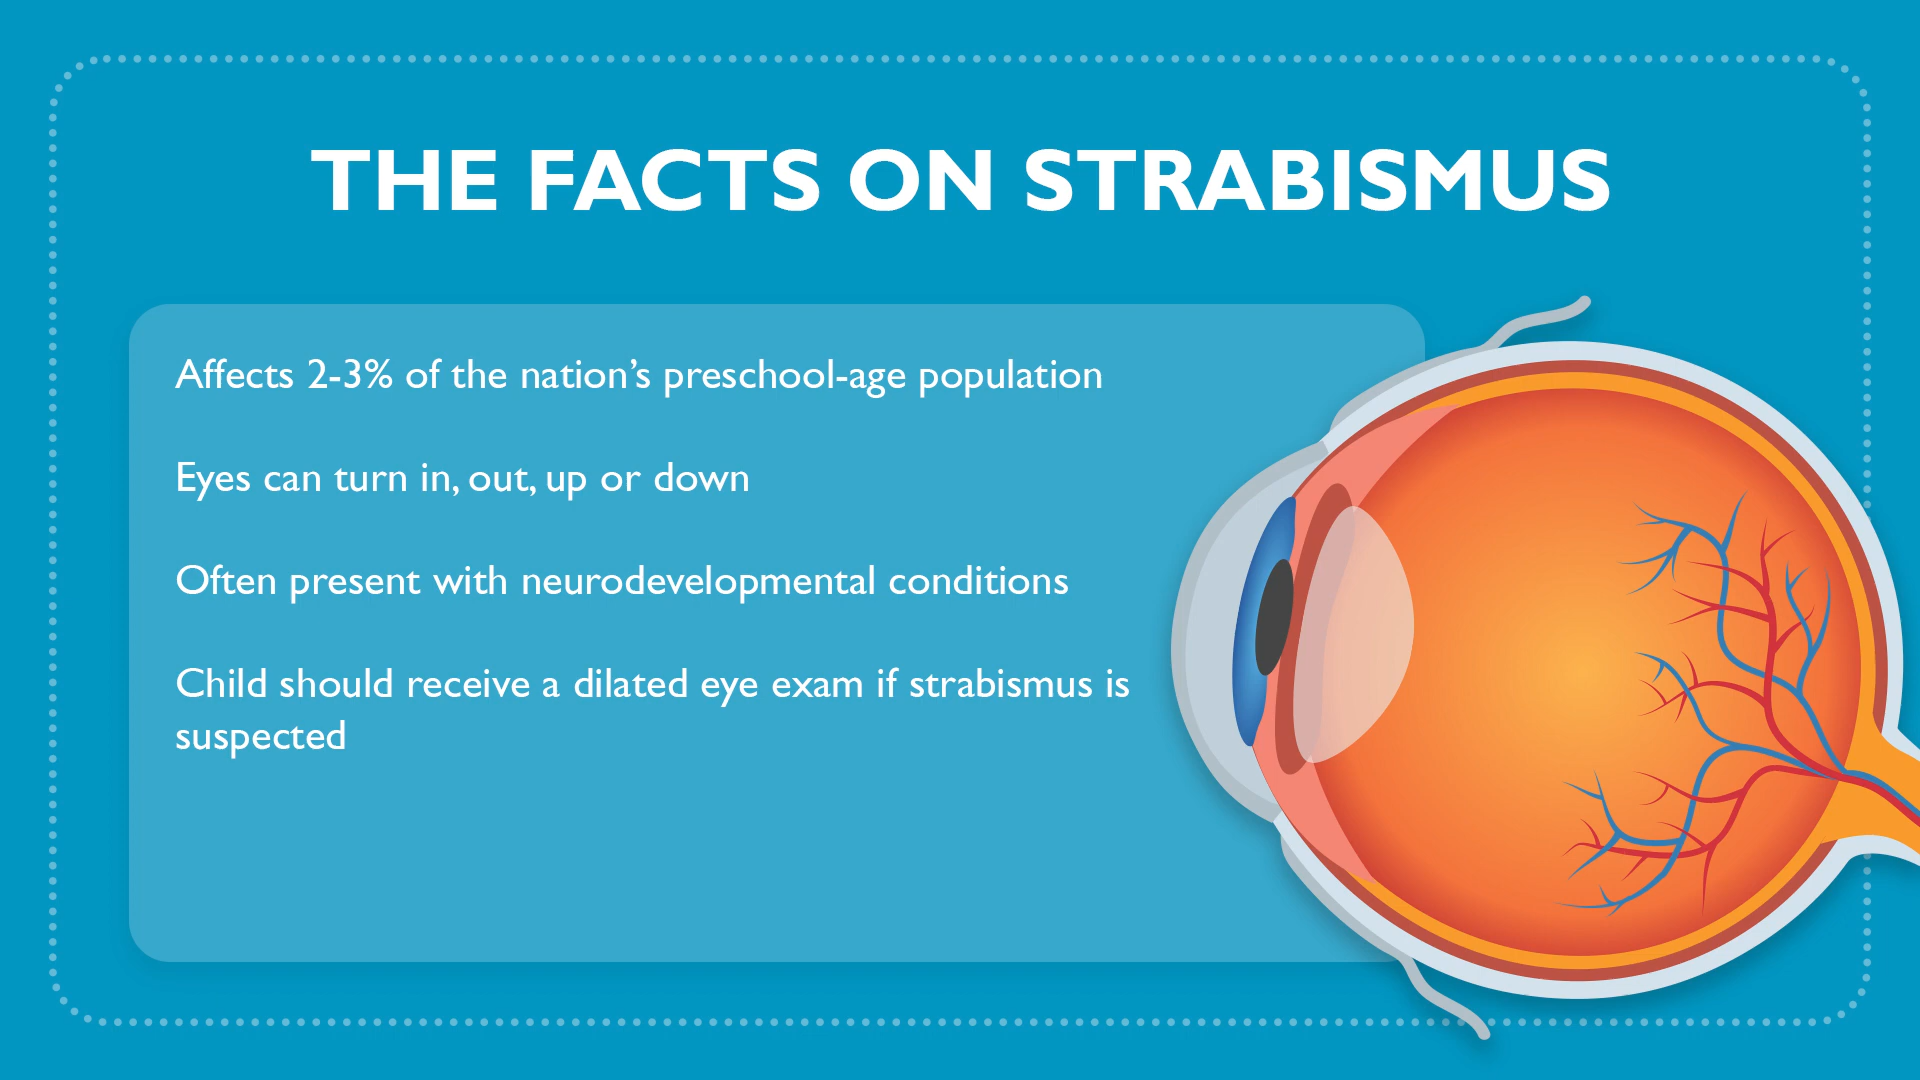 THE FACTS ON STRABISMUS
Affects 2-3% of the nation’s preschool-age population
Eyes can turn in, out, up or down
Often present with neurodevelopmental conditions
Child should receive a dilated eye exam if strabismus is
suspected